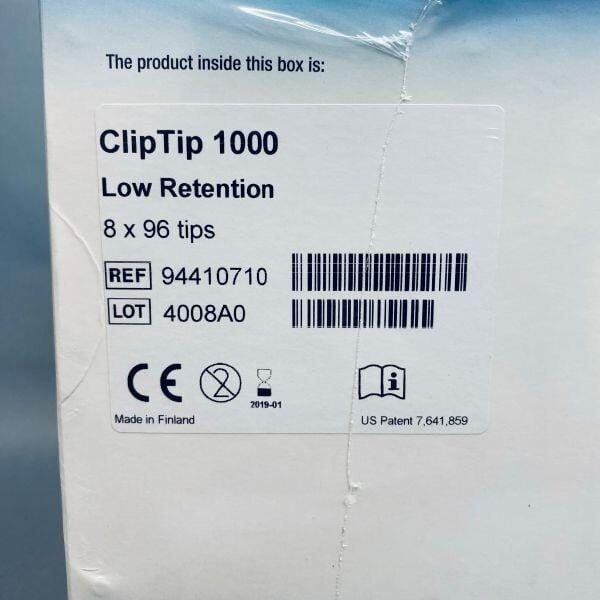 The product inside this box is:
ClipTip 1000
Low Retention
8 x 96 tips
REF 94410710
LOT 4008A0
CE 2 2019-01 i
Made in Finland US Patent 7,641,859